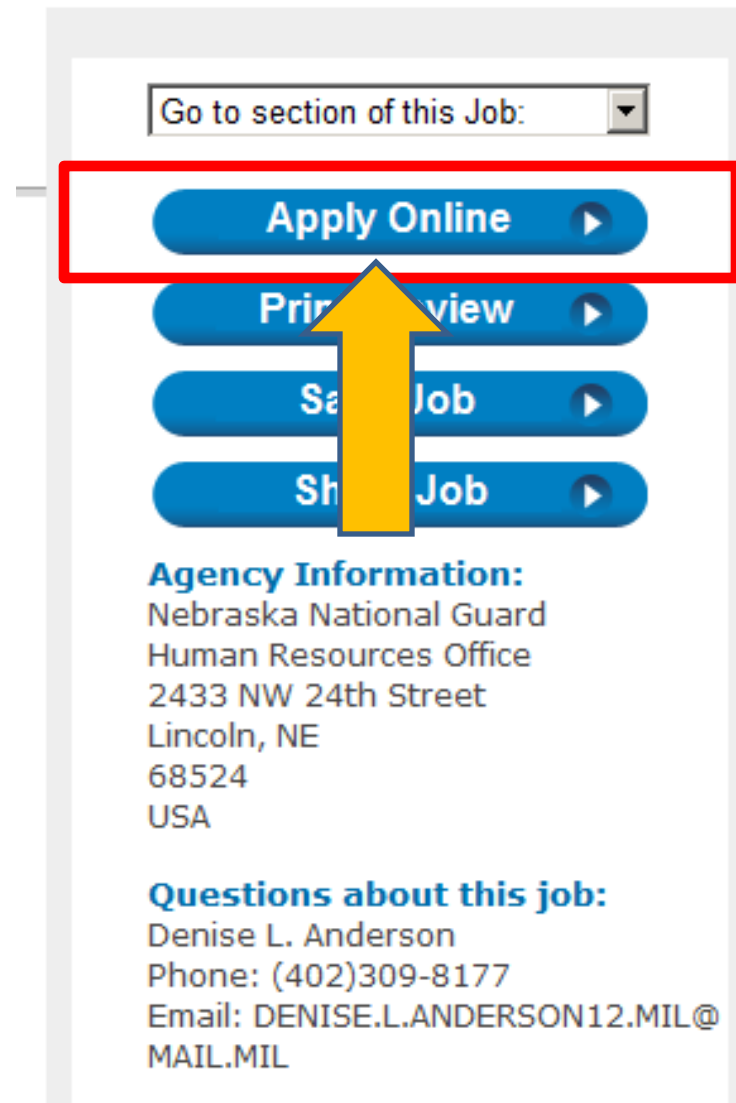 Go to section of this Job:
Apply Online
Job
Job
Agency Information:
Nebraska National Guard
Human Resources Office
2433 NW 24th Street
Lincoln, NE
68524
USA
Questions about this job:
Denise L. Anderson
Phone: (402)309-8177
Email: DENISE.L.ANDERSON12.MIL@
MAIL.MIL